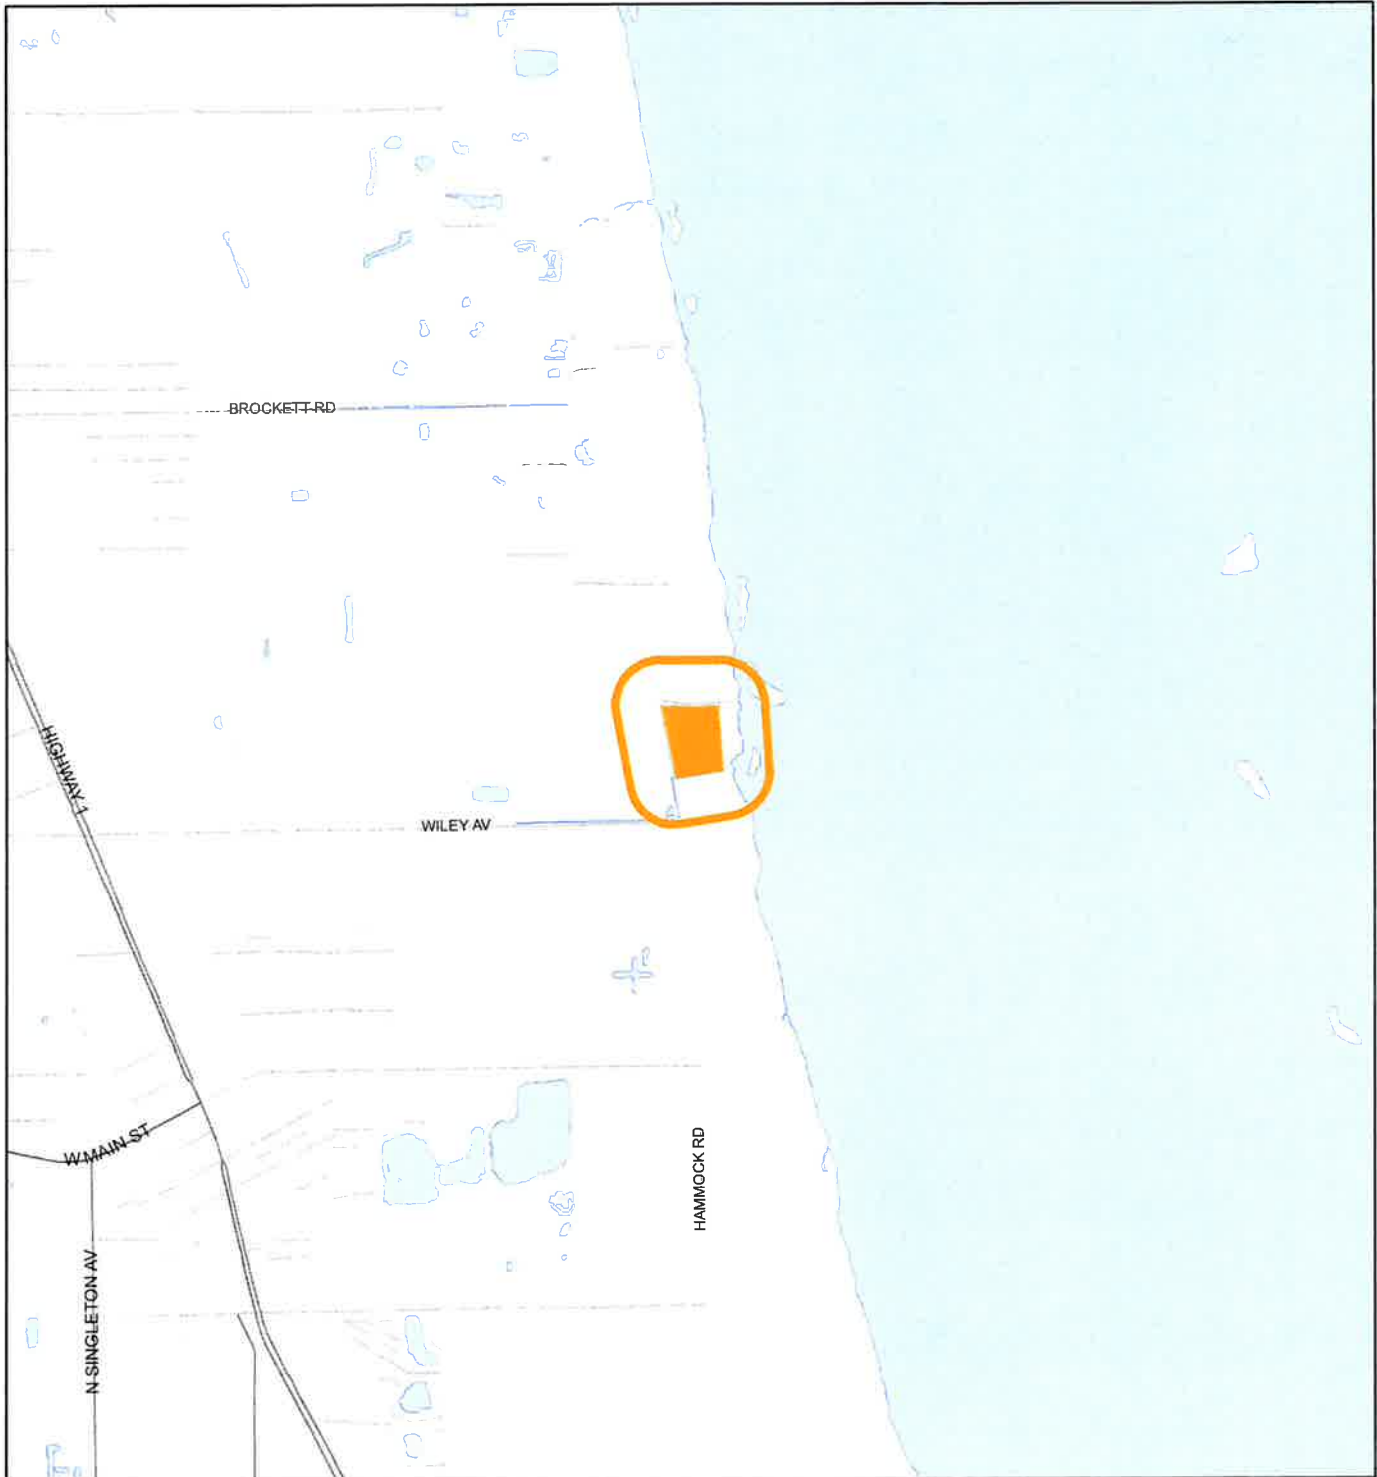 BROCKETT RD
HIGHWAY 1
WILEY AV
W MAIN ST
HAMMOCK RD
N SINGLETON AV